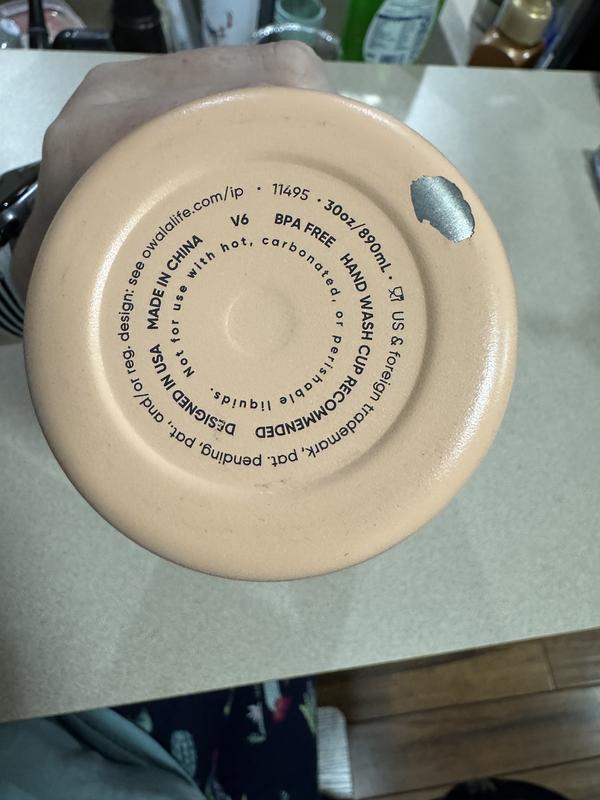 owalalife.com/ip • 11495 • 30oz/890mL • US & foreign trademark, pat. pending, pat., and/or reg. design: see
V6 BPA FREE HAND WASH CUP RECOMMENDED DESIGNED IN USA MADE IN CHINA
Not for use with hot, carbonated, or perishable liquids.